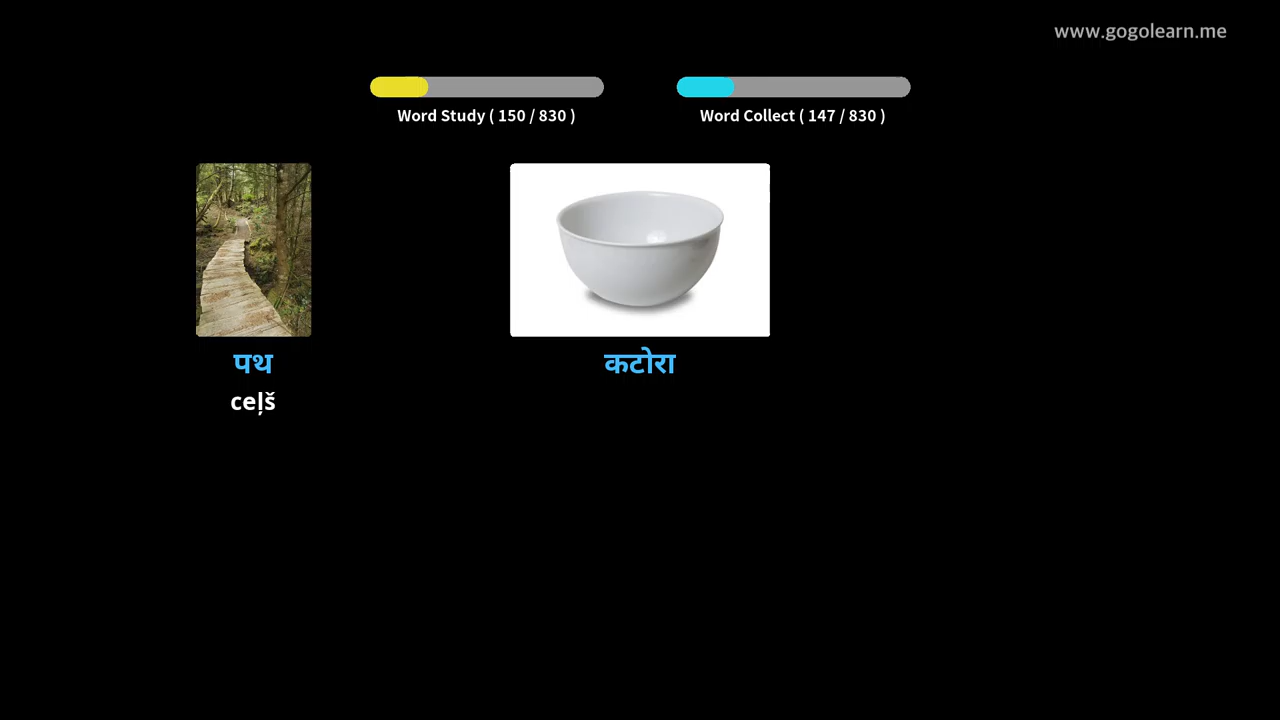 www.gogolearn.me
Word Study ( 150 / 830 )
Word Collect ( 147 / 830 )
पथ
कटोरा
ceļš